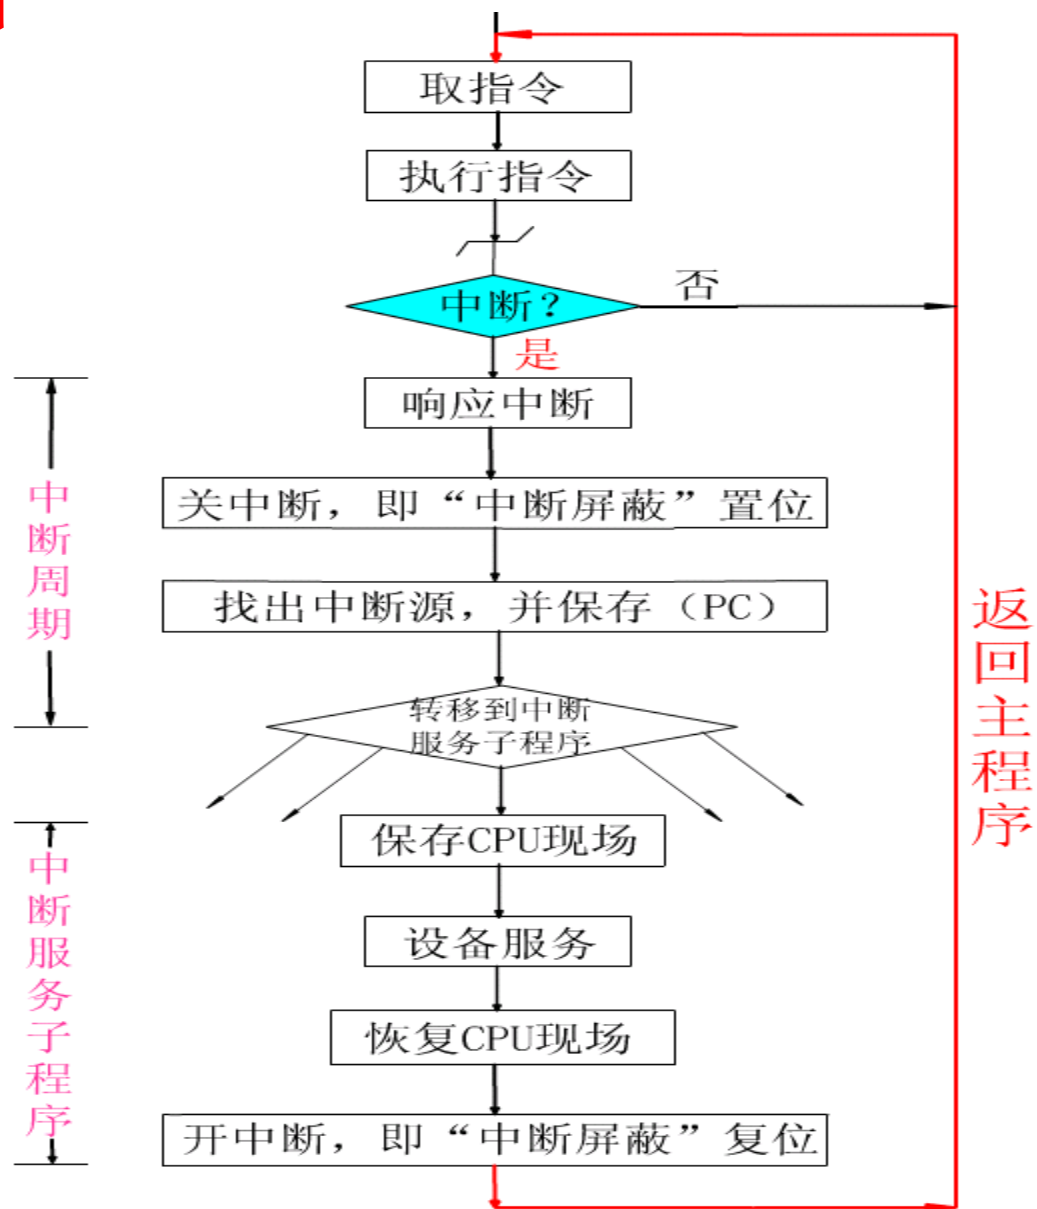 取指令
执行指令
中断？
否
是
响应中断
关中断，即“中断屏蔽”置位
找出中断源，并保存（PC）
转移到中断
服务子程序
保存CPU现场
设备服务
恢复CPU现场
开中断，即“中断屏蔽”复位
中断周期
中断服务子程序
返回主程序